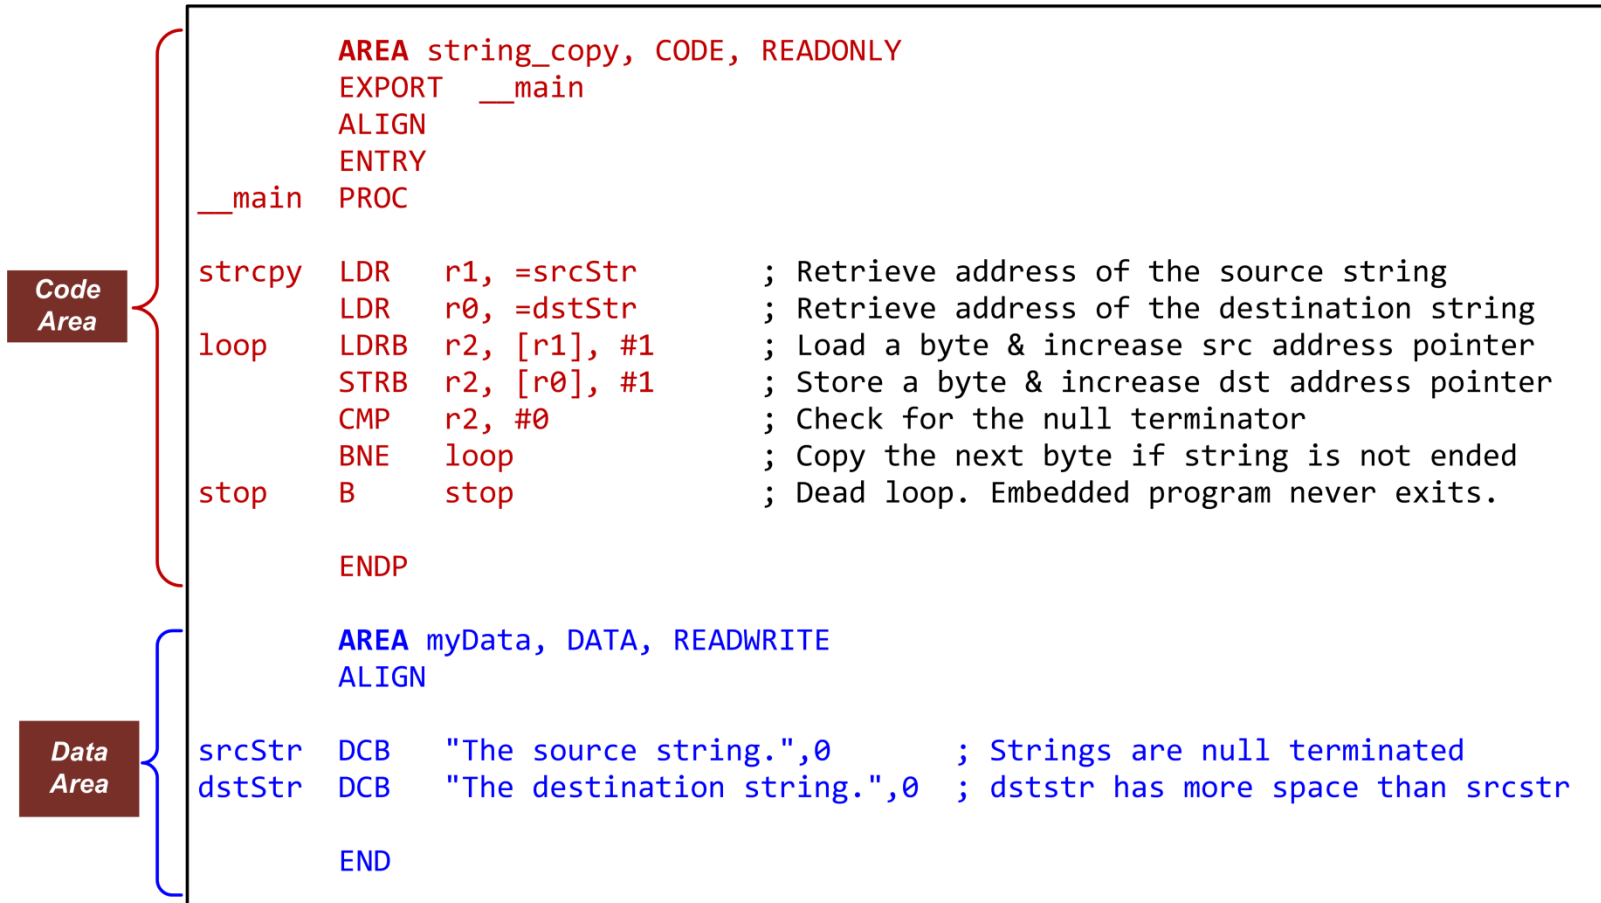 AREA string_copy, CODE, READONLY
EXPORT __main
ALIGN
ENTRY
__main PROC
strcpy LDR r1, =srcStr ; Retrieve address of the source string
LDR r0, =dstStr ; Retrieve address of the destination string
loop LDRB r2, [r1], #1 ; Load a byte & increase src address pointer
STRB r2, [r0], #1 ; Store a byte & increase dst address pointer
CMP r2, #0 ; Check for the null terminator
BNE loop ; Copy the next byte if string is not ended
stop B stop ; Dead loop. Embedded program never exits.
ENDP
Code
Area
AREA myData, DATA, READWRITE
ALIGN
srcStr DCB "The source string.",0 ; Strings are null terminated
dstStr DCB "The destination string.",0 ; dststr has more space than srcstr
END
Data
Area